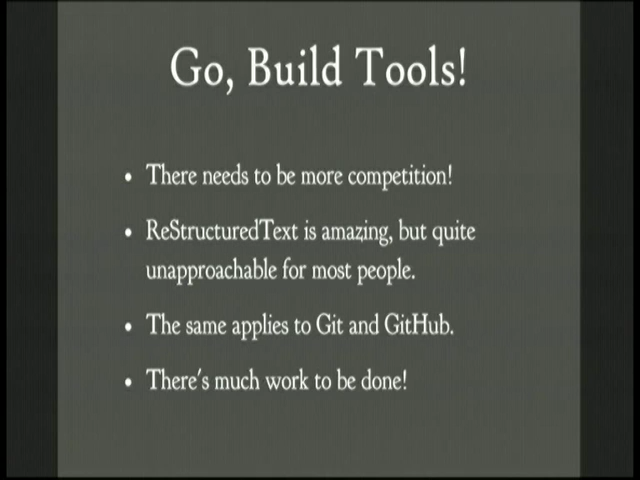 Go, Build Tools!
• There needs to be more competition!
• ReStructuredText is amazing, but quite
unapproachable for most people.
• The same applies to Git and GitHub.
• There's much work to be done!